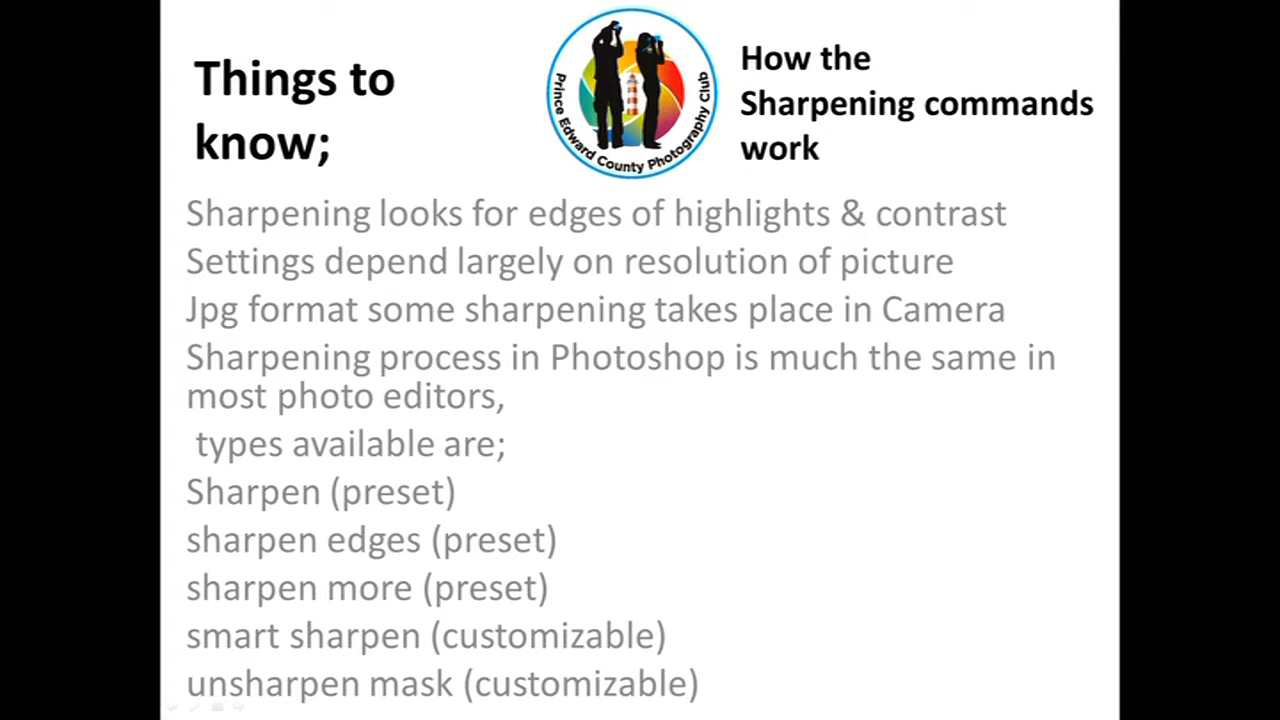 Things to
know;
Prince Edward County Photography Club
How the
Sharpening commands
work
Sharpening looks for edges of highlights & contrast
Settings depend largely on resolution of picture
Jpg format some sharpening takes place in Camera
Sharpening process in Photoshop is much the same in
most photo editors,
types available are;
Sharpen (preset)
sharpen edges (preset)
sharpen more (preset)
smart sharpen (customizable)
unsharpen mask (customizable)